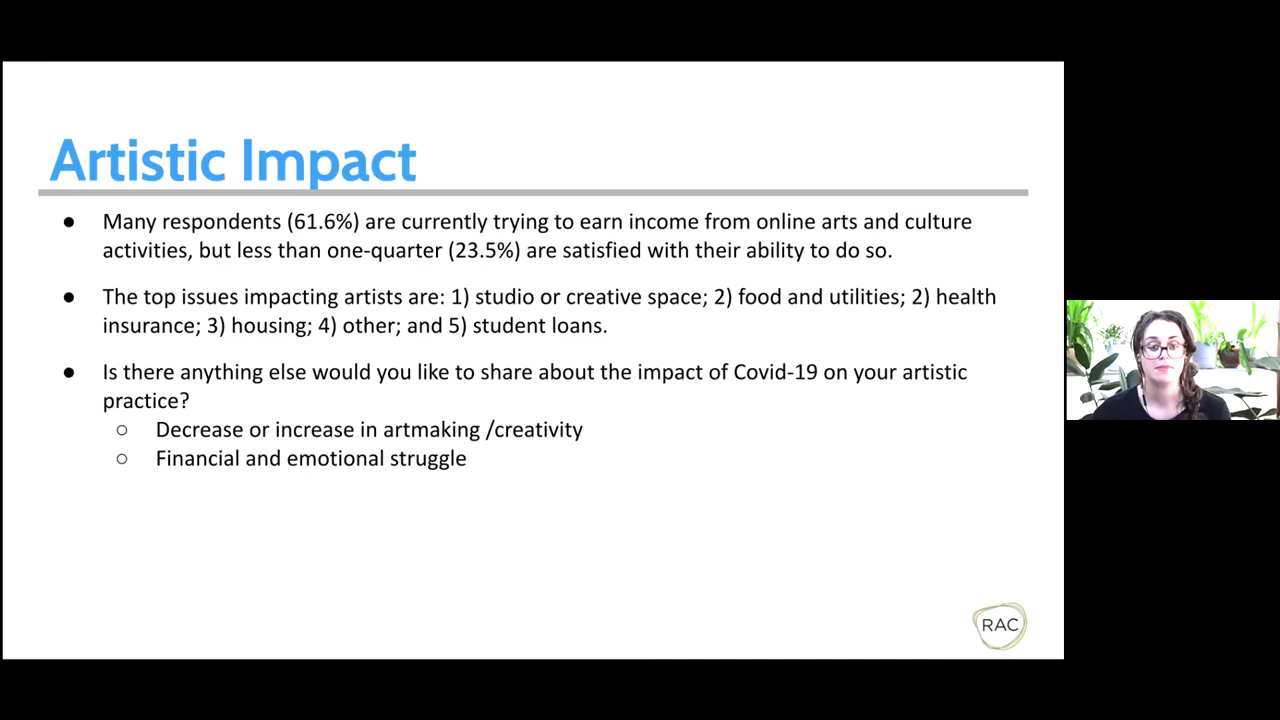 Artistic Impact
● Many respondents (61.6%) are currently trying to earn income from online arts and culture
activities, but less than one-quarter (23.5%) are satisfied with their ability to do so.
● The top issues impacting artists are: 1) studio or creative space; 2) food and utilities; 2) health
insurance; 3) housing; 4) other; and 5) student loans.
● Is there anything else would you like to share about the impact of Covid-19 on your artistic
practice?
○ Decrease or increase in artmaking /creativity
○ Financial and emotional struggle
RAC